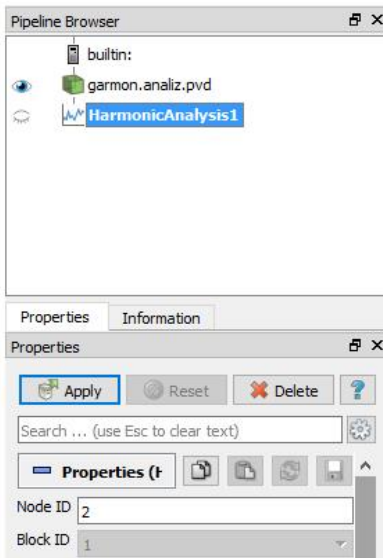 Pipeline Browser
builtin:
garmon.analiz.pvd
HarmonicAnalysis1
Properties Information
Properties
Apply Reset Delete ?
Search ... (use Esc to clear text)
Properties (H
Node ID 2
Block ID 1